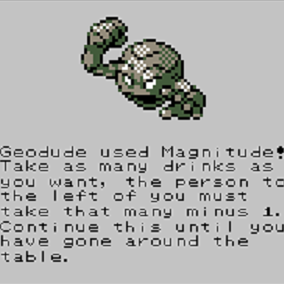 Geodude used Magnitude!
Take as many drinks as
you want, the person to
the left of you must
take that many minus 1.
Continue this until you
have gone around the
table.